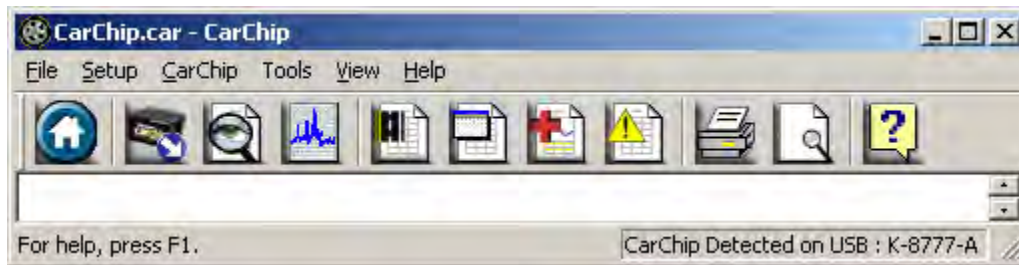 CarChip.car - CarChip
File Setup CarChip Tools View Help
?
For help, press F1. CarChip Detected on USB : K-8777-A